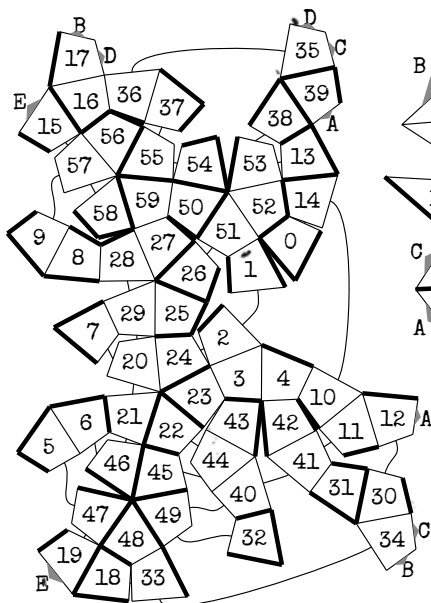 B D
17 D 35 C
E 16 36 37 39 B
15 56 38 A
57 55 54 53 13
58 59 50 52 14
9 27 51 0
8 28 26 1 C
7 29 25 2 A
20 24 3 4
6 21 23 10 12 A
5 22 43 42 11
46 45 44 41
47 49 40 31 30
19 48 32 34 C
E 18 33 B